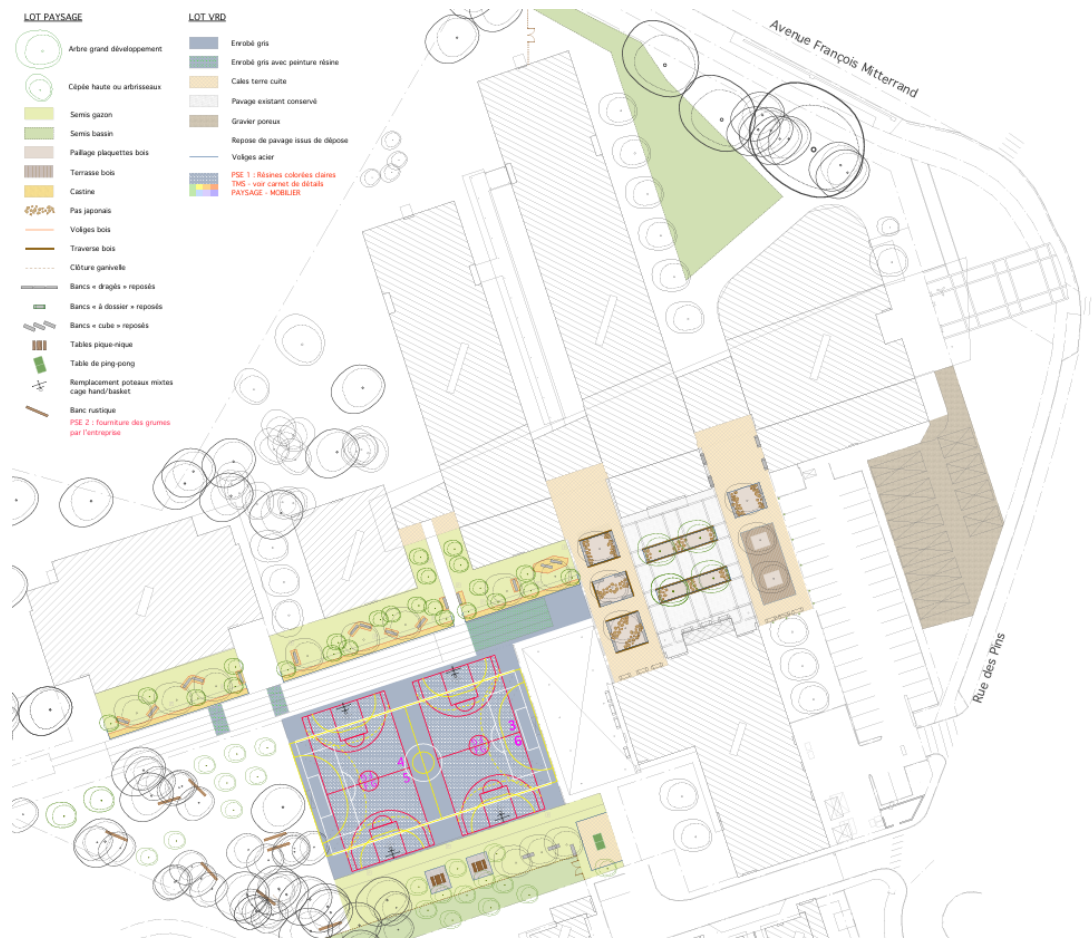 LOT PAYSAGE
Arbre grand développement
Cépée haute ou arbrisseaux
Semis gazon
Semis bassin
Paillage plaquettes bois
Terrasse bois
Castine
Pas japonais
Voliges bois
Traverse bois
Clôture ganivelle
Bancs « dragés » reposés
Bancs « à dossier » reposés
Bancs « cube » reposés
Tables pique-nique
Table de ping-pong
Remplacement poteaux mixtes
cage hand/basket
Banc rustique
PSE 2 : fourniture des grumes
par l'entreprise
LOT VRD
Enrobé gris
Enrobé gris avec peinture résine
Cales terre cuite
Pavage existant conservé
Gravier poreux
Repose de pavage issus de dépose
Voliges acier
PSE 1 : Résines colorées claires
TMS - voir carnet de détails
PAYSAGE - MOBILIER
Avenue François Mitterrand
Rue des Pins
3
6
4
5